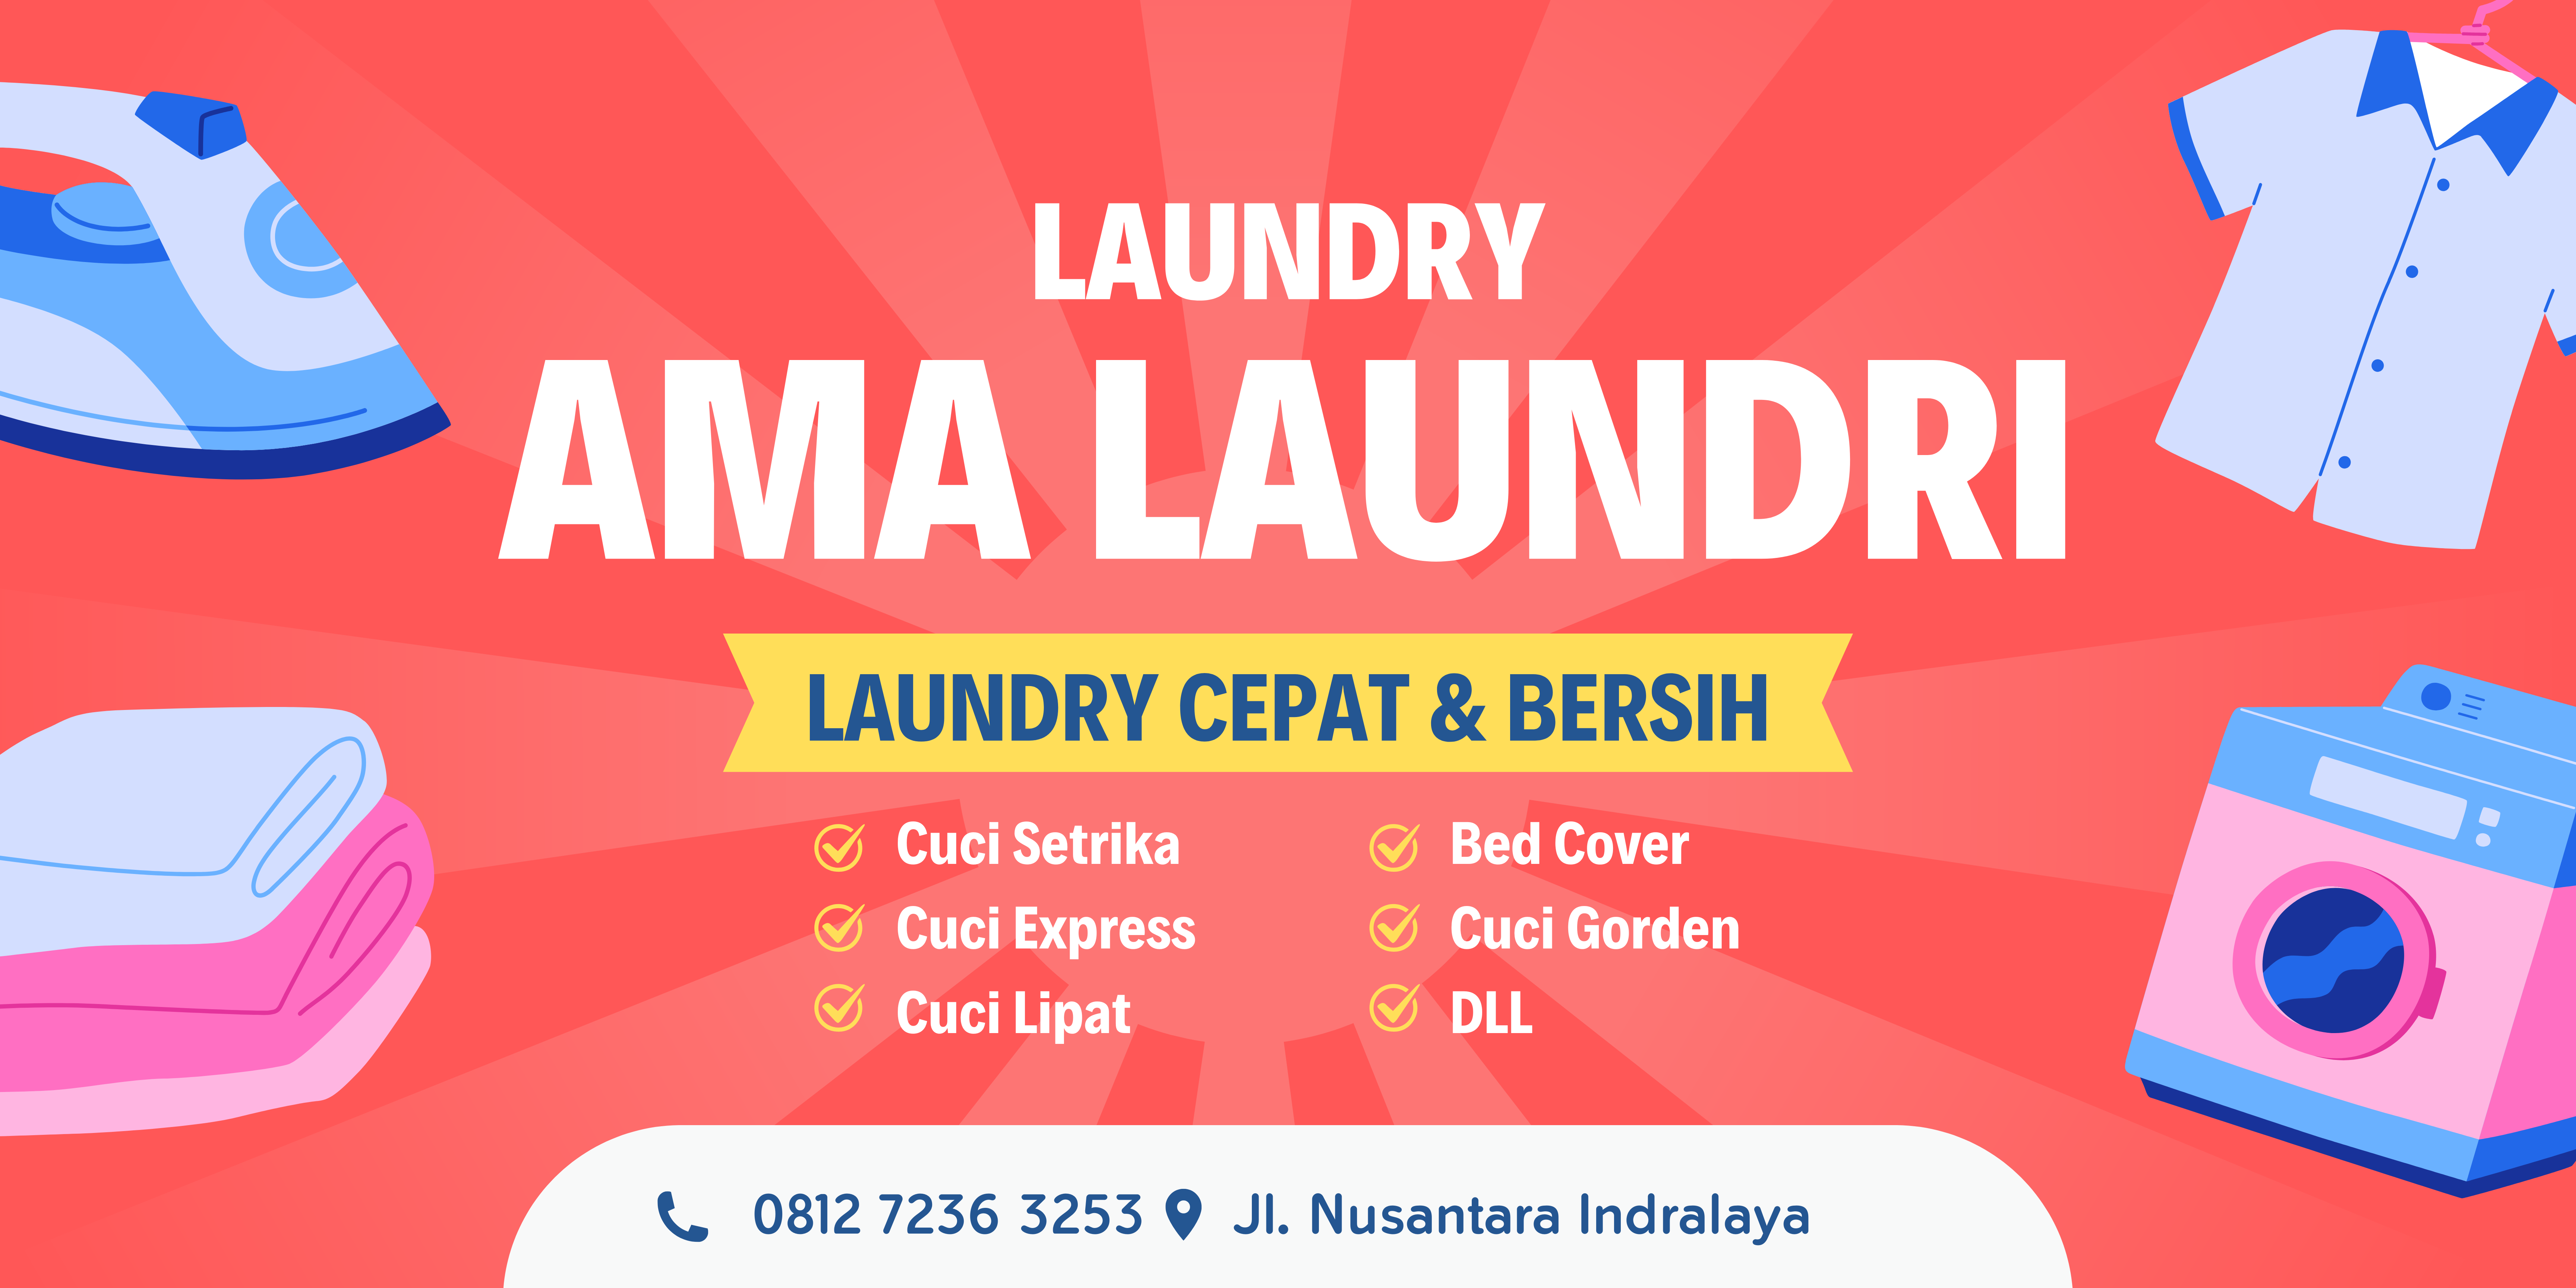 LAUNDRY
AMA LAUNDRI
LAUNDRY CEPAT & BERSIH
Cuci Setrika
Cuci Express
Cuci Lipat
Bed Cover
Cuci Gorden
DLL
0812 7236 3253
Jl. Nusantara Indralaya